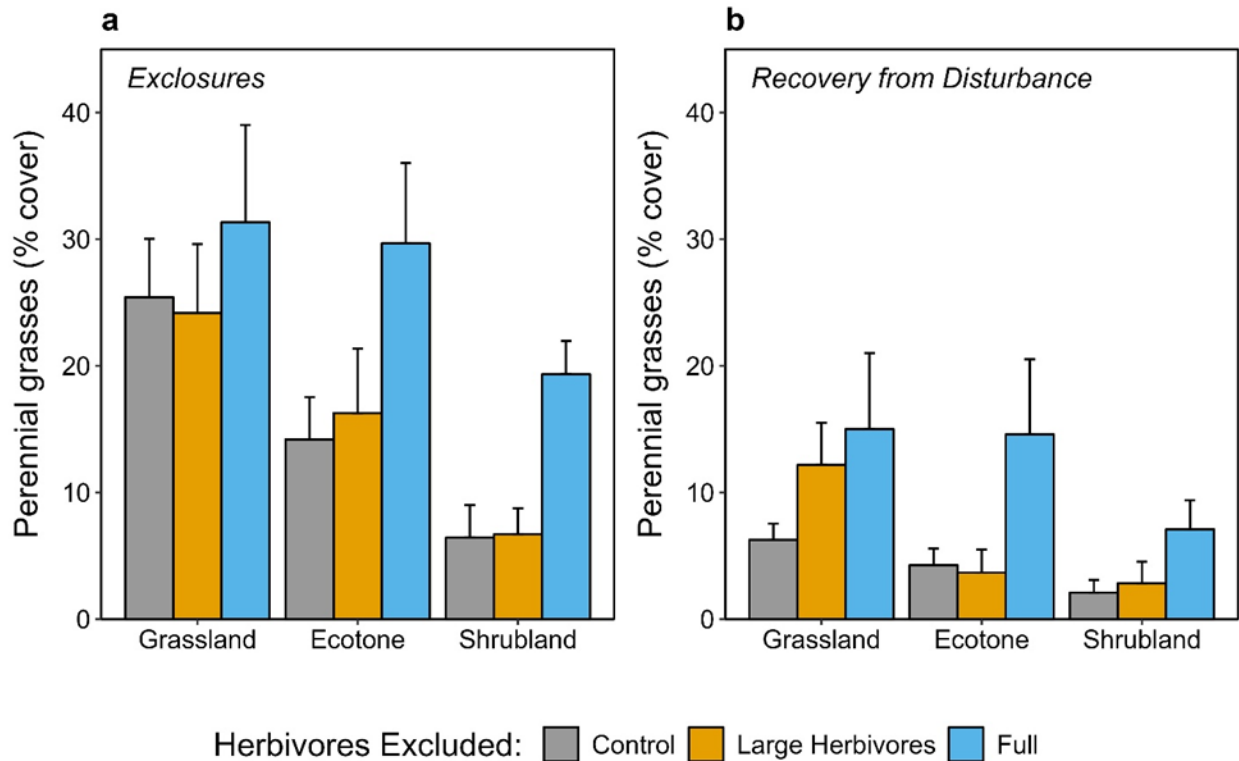 a
Exclosures
Perennial grasses (% cover)
40
30
20
10
0
Grassland Ecotone Shrubland
b
Recovery from Disturbance
Perennial grasses (% cover)
40
30
20
10
0
Grassland Ecotone Shrubland
Herbivores Excluded: Control Large Herbivores Full